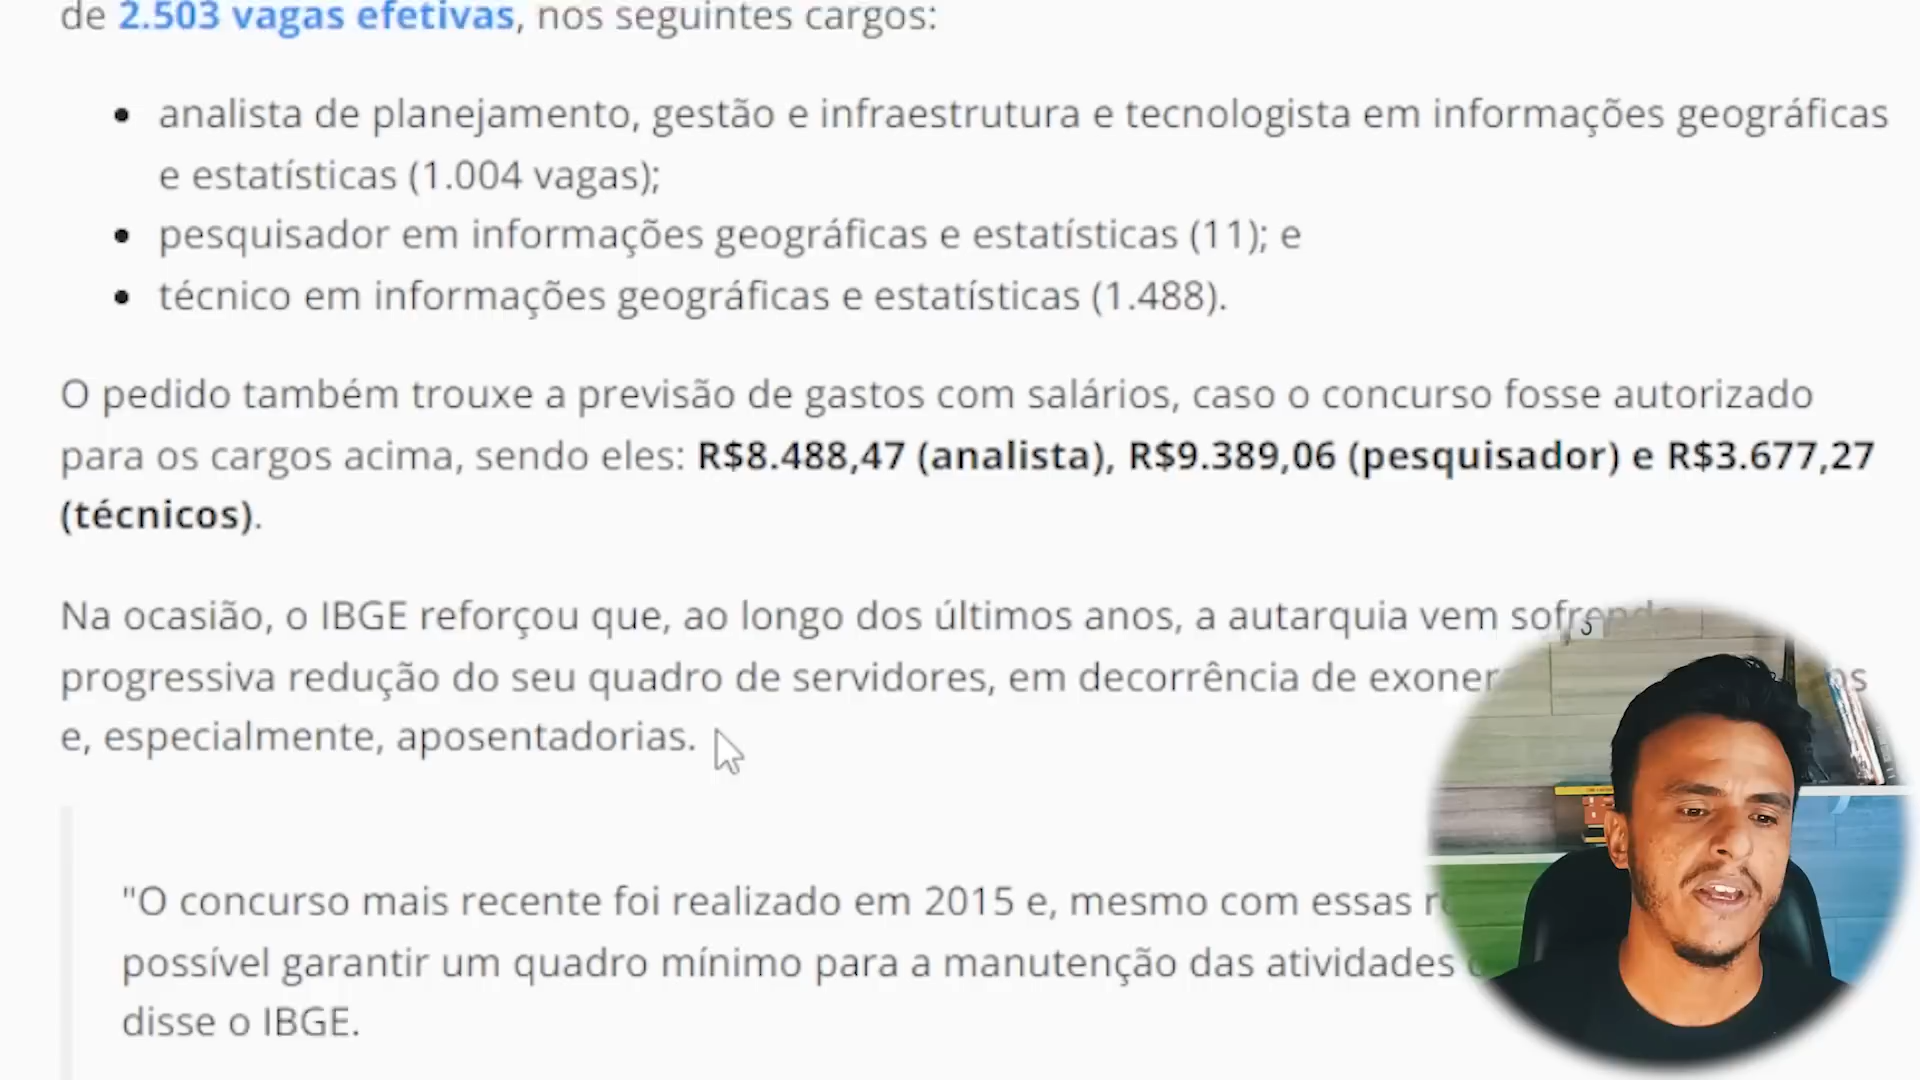 de 2.503 vagas efetivas, nos seguintes cargos:
• analista de planejamento, gestão e infraestrutura e tecnologista em informações geográficas
e estatísticas (1.004 vagas);
• pesquisador em informações geográficas e estatísticas (11); e
• técnico em informações geográficas e estatísticas (1.488).
O pedido também trouxe a previsão de gastos com salários, caso o concurso fosse autorizado
para os cargos acima, sendo eles: R$8.488,47 (analista), R$9.389,06 (pesquisador) e R$3.677,27
(técnicos).
Na ocasião, o IBGE reforçou que, ao longo dos últimos anos, a autarquia vem sofrendo
progressiva redução do seu quadro de servidores, em decorrência de
e, especialmente, aposentadorias.
"O concurso mais recente foi realizado em 2015 e, mesmo com essas
possível garantir um quadro mínimo para a manutenção das atividades
disse o IBGE.